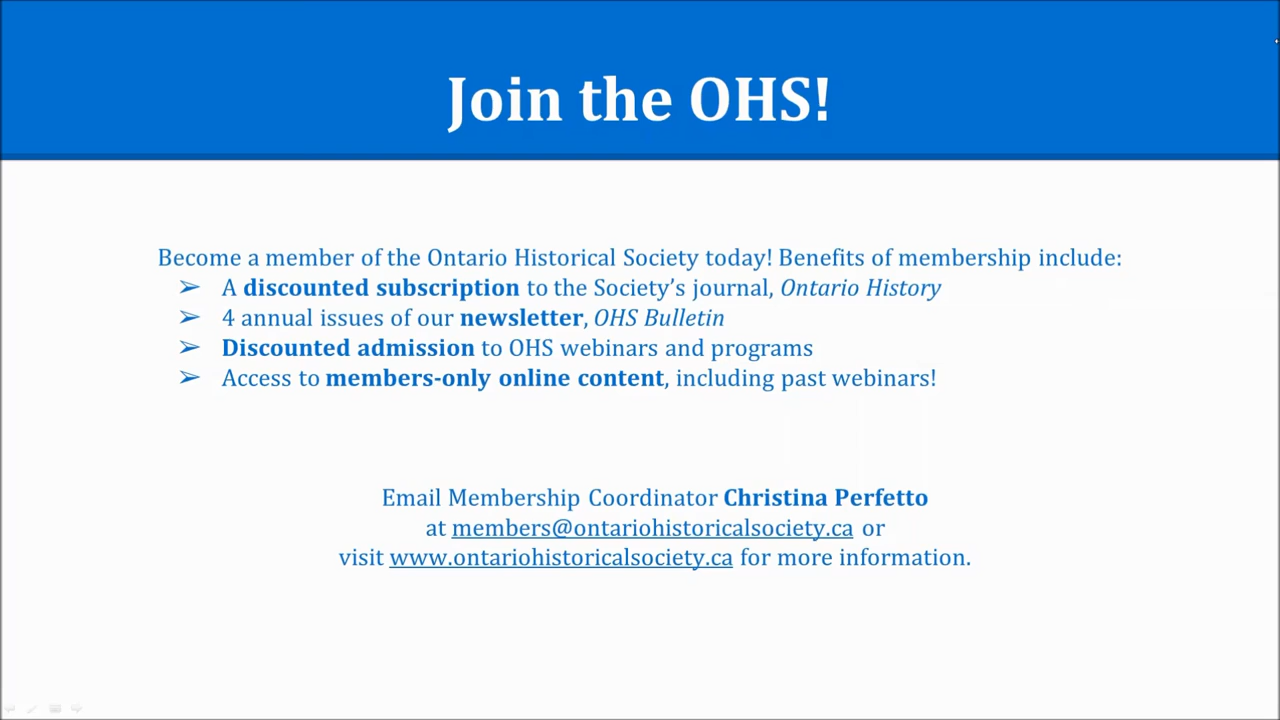 Join the OHS!
Become a member of the Ontario Historical Society today! Benefits of membership include:
➢ A discounted subscription to the Society’s journal, Ontario History
➢ 4 annual issues of our newsletter, OHS Bulletin
➢ Discounted admission to OHS webinars and programs
➢ Access to members-only online content, including past webinars!
Email Membership Coordinator Christina Perfetto
at members@ontariohistoricalsociety.ca or
visit www.ontariohistoricalsociety.ca for more information.